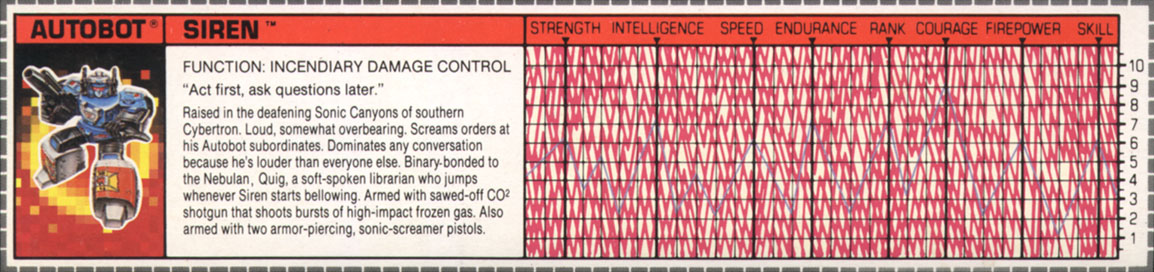 AUTOBOT®
SIREN™
STRENGTH INTELLIGENCE SPEED ENDURANCE RANK COURAGE FIREPOWER SKILL
FUNCTION: INCENDIARY DAMAGE CONTROL
"Act first, ask questions later."
Raised in the deafening Sonic Canyons of southern
Cybertron. Loud, somewhat overbearing. Screams orders at
his Autobot subordinates. Dominates any conversation
because he's louder than everyone else. Binary-bonded to
the Nebulan, Quig, a soft-spoken librarian who jumps
whenever Siren starts bellowing. Armed with sawed-off CO²
shotgun that shoots bursts of high-impact frozen gas. Also
armed with two armor-piercing, sonic-screamer pistols.
10
9
8
7
6
5
4
3
2
1